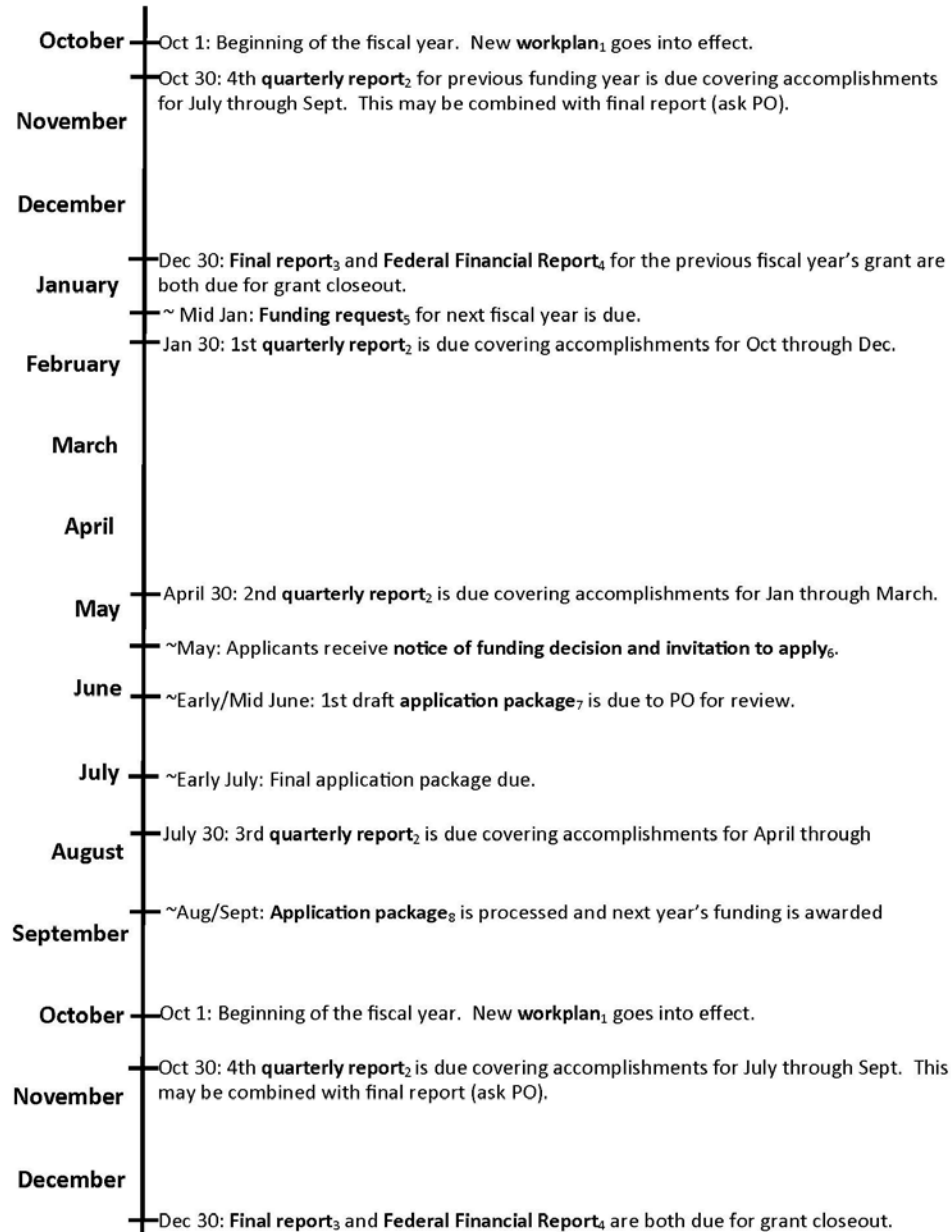 October
Oct 1: Beginning of the fiscal year. New workplan₁ goes into effect.
Oct 30: 4th quarterly report₂ for previous funding year is due covering accomplishments
for July through Sept. This may be combined with final report (ask PO).
November
December
Dec 30: Final report₃ and Federal Financial Report₄ for the previous fiscal year's grant are
both due for grant closeout.
January
~ Mid Jan: Funding request₅ for next fiscal year is due.
Jan 30: 1st quarterly report₂ is due covering accomplishments for Oct through Dec.
February
March
April
April 30: 2nd quarterly report₂ is due covering accomplishments for Jan through March.
May
~May: Applicants receive notice of funding decision and invitation to apply₆.
June
~Early/Mid June: 1st draft application package₇ is due to PO for review.
July
~Early July: Final application package due.
July 30: 3rd quarterly report₂ is due covering accomplishments for April through
August
~Aug/Sept: Application package₈ is processed and next year's funding is awarded
September
October
Oct 1: Beginning of the fiscal year. New workplan₁ goes into effect.
Oct 30: 4th quarterly report₂ is due covering accomplishments for July through Sept. This
may be combined with final report (ask PO).
November
December
Dec 30: Final report₃ and Federal Financial Report₄ are both due for grant closeout.